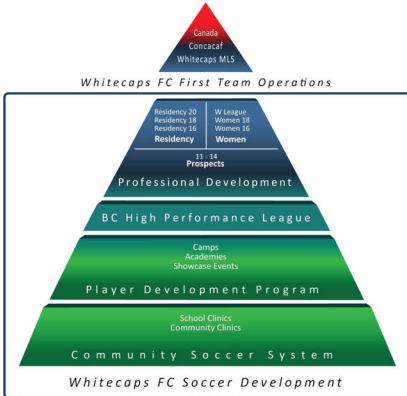 Canada
Concacaf
Whitecaps MLS
Whitecaps FC First Team Operations
Residency 20
Residency 18
Residency 16
Residency
W League
Women 18
Women 16
Women
11 - 14
Prospects
Professional Development
BC High Performance League
Camps
Academies
Showcase Events
Player Development Program
School Clinics
Community Clinics
Community Soccer System
Whitecaps FC Soccer Development